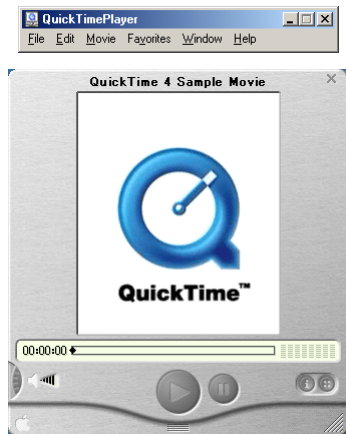 QuickTimePlayer
File Edit Movie Favorites Window Help
QuickTime 4 Sample Movie
QuickTime™
00:00:00